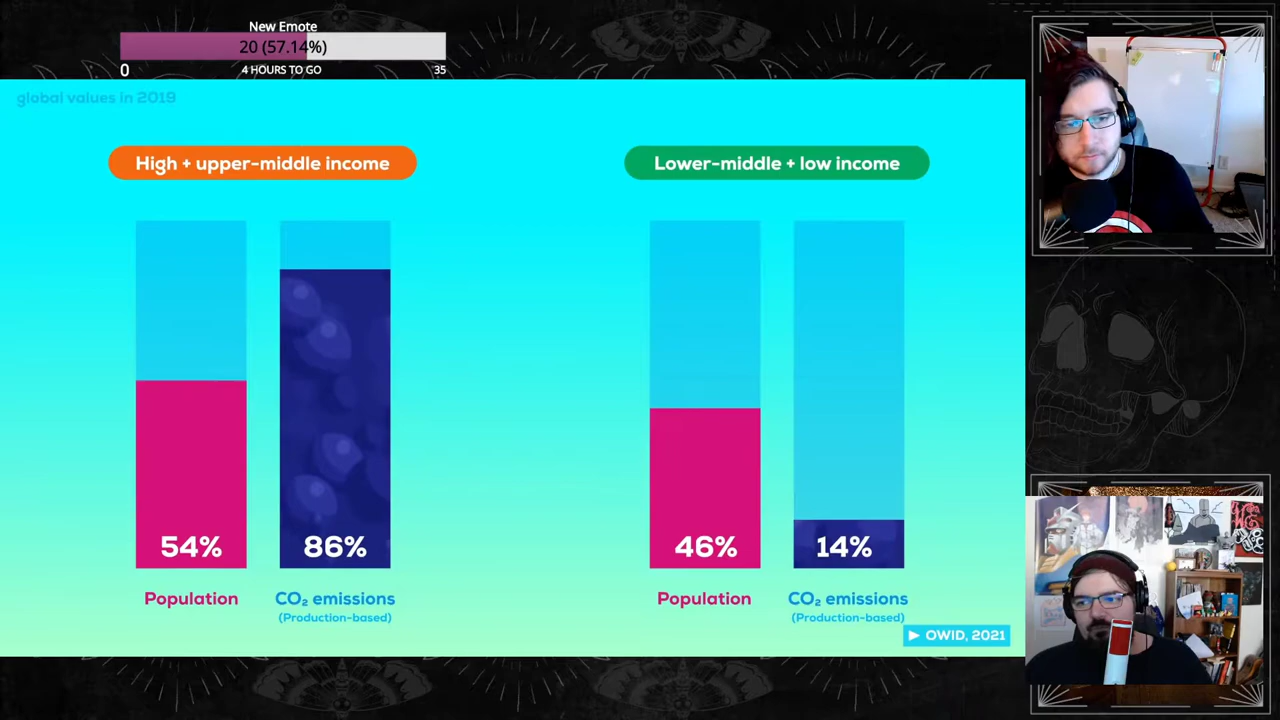 New Emote
20 (57.14%)
0
4 HOURS TO GO
35
global values in 2019
High + upper-middle income
Lower-middle + low income
54%
86%
46%
14%
Population
CO₂ emissions
(Production-based)
Population
CO₂ emissions
(Production-based)
▶ OWID, 2021